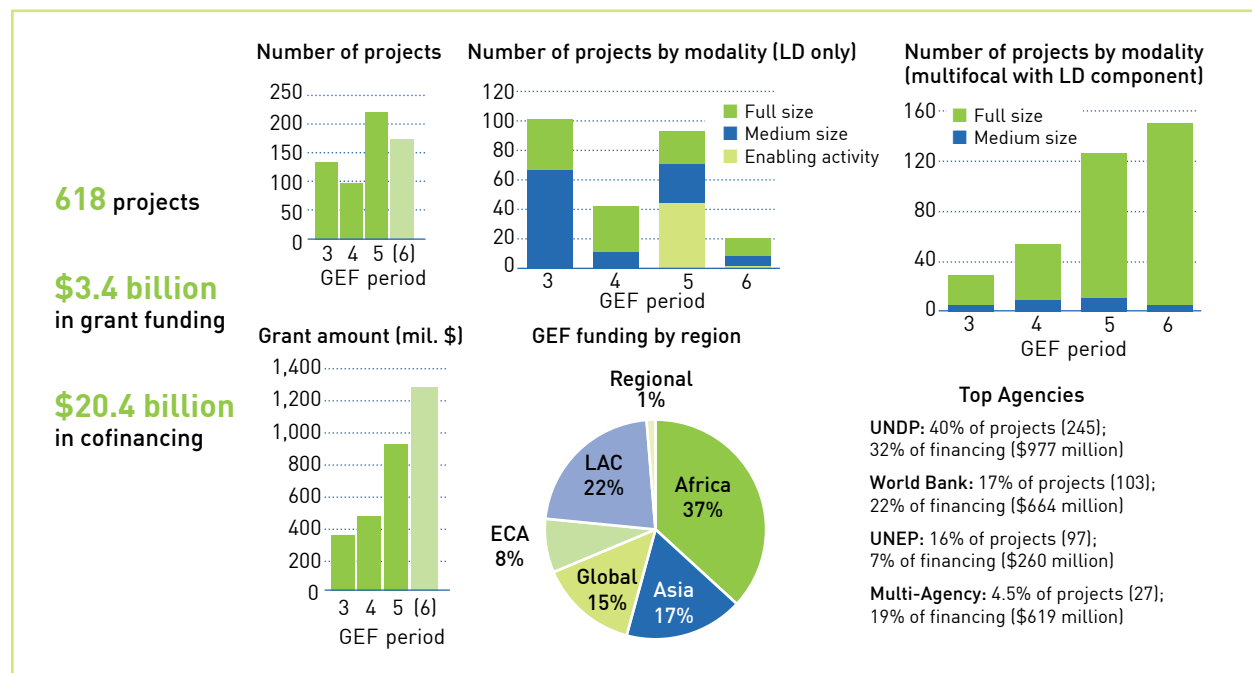 618 projects
$3.4 billion
in grant funding
$20.4 billion
in cofinancing
Number of projects
250
200
150
100
50
0
3 4 5 (6)
GEF period
Number of projects by modality (LD only)
120
100
80
60
40
20
0
Full size
Medium size
Enabling activity
3 4 5 6
GEF period
Number of projects by modality
(multifocal with LD component)
160
120
80
40
0
Full size
Medium size
3 4 5 6
GEF period
Grant amount (mil. $)
1,400
1,200
1,000
800
600
400
200
0
3 4 5 (6)
GEF period
GEF funding by region
Regional
1%
Africa
37%
Asia
17%
Global
15%
ECA
8%
LAC
22%
Top Agencies
UNDP: 40% of projects (245);
32% of financing ($977 million)
World Bank: 17% of projects (103);
22% of financing ($664 million)
UNEP: 16% of projects (97);
7% of financing ($260 million)
Multi-Agency: 4.5% of projects (27);
19% of financing ($619 million)